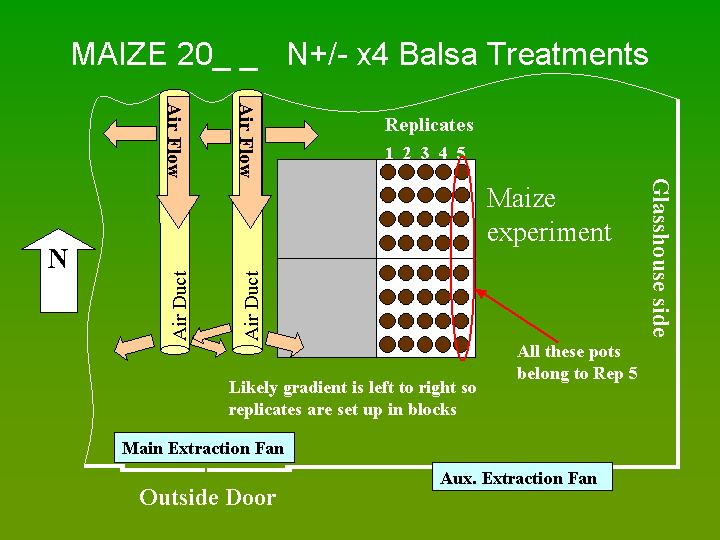 MAIZE 20_ _ N+/- x4 Balsa Treatments
Air Flow
Air Flow
Replicates
1 2 3 4 5
Maize
experiment
Glasshouse side
N
Air Duct
Air Duct
All these pots
belong to Rep 5
Likely gradient is left to right so
replicates are set up in blocks
Main Extraction Fan
Aux. Extraction Fan
Outside Door